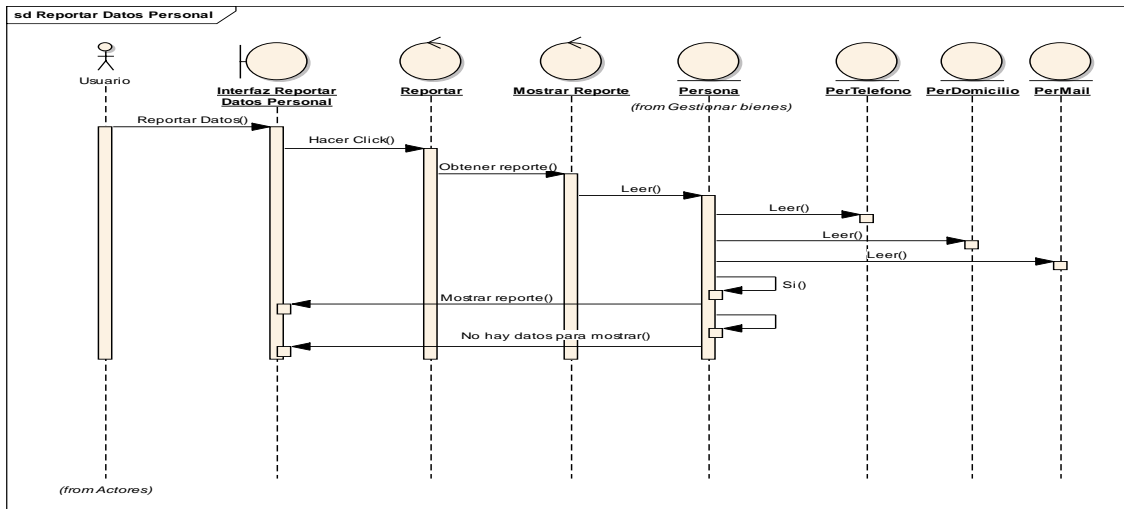 sd Reportar Datos Personal
Usuario
Interfaz Reportar
Datos Personal
Reportar
Mostrar Reporte
Persona
(from Gestionar bienes)
PerTelefono
PerDomicilio
PerMail
Reportar Datos()
Hacer Click()
Obtener reporte()
Leer()
Leer()
Leer()
Leer()
Si()
Mostrar reporte()
No hay datos para mostrar()
(from Actores)